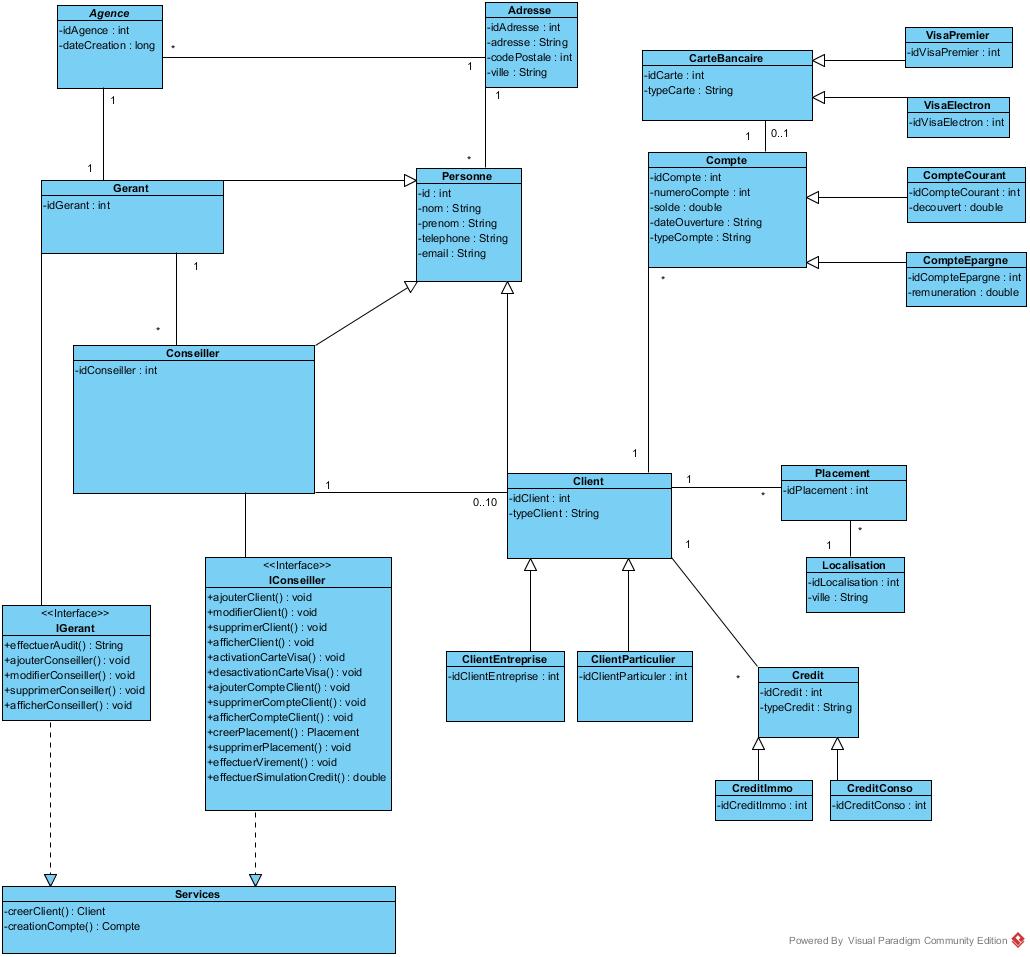 Agence
-idAgence : int
-dateCreation : long
*
1
1
1
Adresse
-idAdresse : int
-adresse : String
-codePostale : int
-ville : String
1
*
CarteBancaire
-idCarte : int
-typeCarte : String
1
0..1
VisaPremier
-idVisaPremier : int
VisaElectron
-idVisaElectron : int
Gerant
-idGerant : int
1
*
Personne
-id : int
-nom : String
-prenom : String
-telephone : String
-email : String
Compte
-idCompte : int
-numeroCompte : int
-solde : double
-dateOuverture : String
-typeCompte : String
*
1
CompteCourant
-idCompteCourant : int
-decouvert : double
CompteEpargne
-idCompteEpargne : int
-remuneration : double
Conseiller
-idConseiller : int
1
0..10
Client
-idClient : int
-typeClient : String
1
*
1
*
Placement
-idPlacement : int
*
1
Localisation
-idLocalisation : int
-ville : String
<<Interface>>
IGerant
+effectuerAudit() : String
+ajouterConseiller() : void
+modifierConseiller() : void
+supprimerConseiller() : void
+afficherConseiller() : void
<<Interface>>
IConseiller
+ajouterClient() : void
+modifierClient() : void
+supprimerClient() : void
+afficherClient() : void
+activationCarteVisa() : void
+desactivationCarteVisa() : void
+ajouterCompteClient() : void
+supprimerCompteClient() : void
+afficherCompteClient() : void
+creerPlacement() : Placement
+supprimerPlacement() : void
+effectuerVirement() : void
+effectuerSimulationCredit() : double
ClientEntreprise
-idClientEntreprise : int
ClientParticulier
-idClientParticuler : int
Credit
-idCredit : int
-typeCredit : String
CreditImmo
-idCreditImmo : int
CreditConso
-idCreditConso : int
Services
-creerClient() : Client
-creationCompte() : Compte
Powered By Visual Paradigm Community Edition